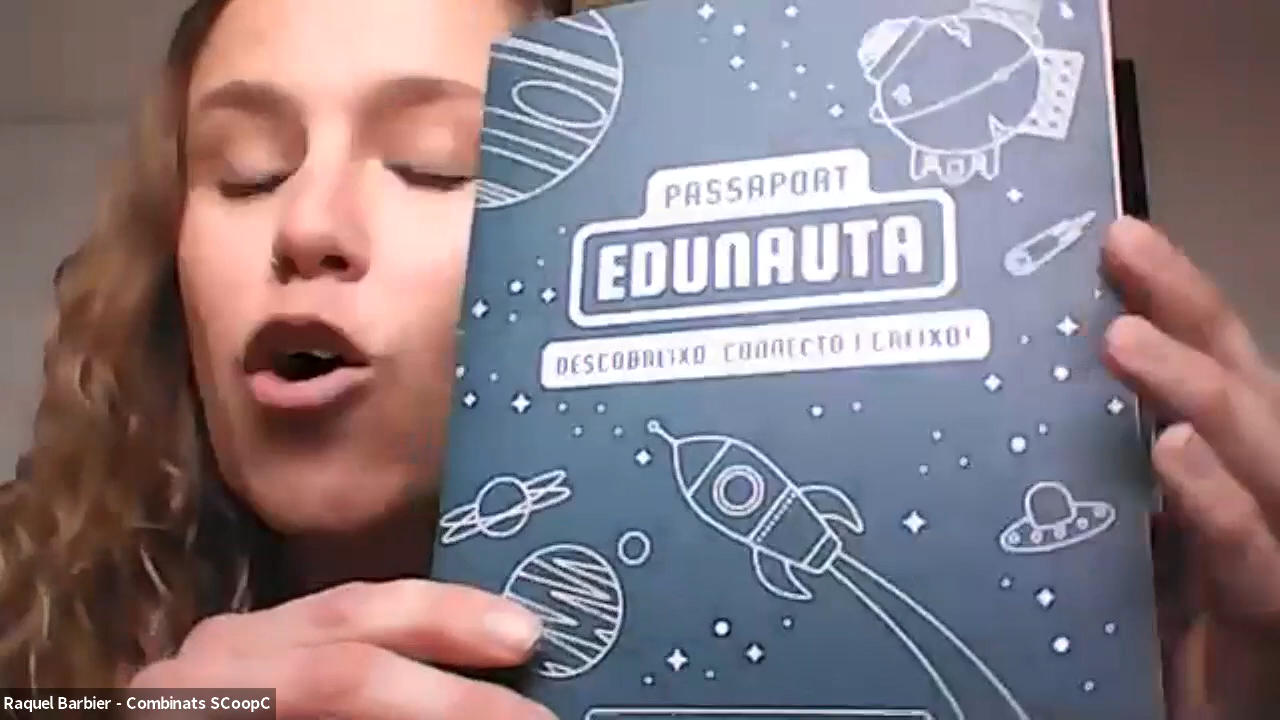 PASSAPORT
EDUNAUTA
DESCOBREIXO, CONNECTO I CREIXO!
Raquel Barbier - Combinats SCoopC